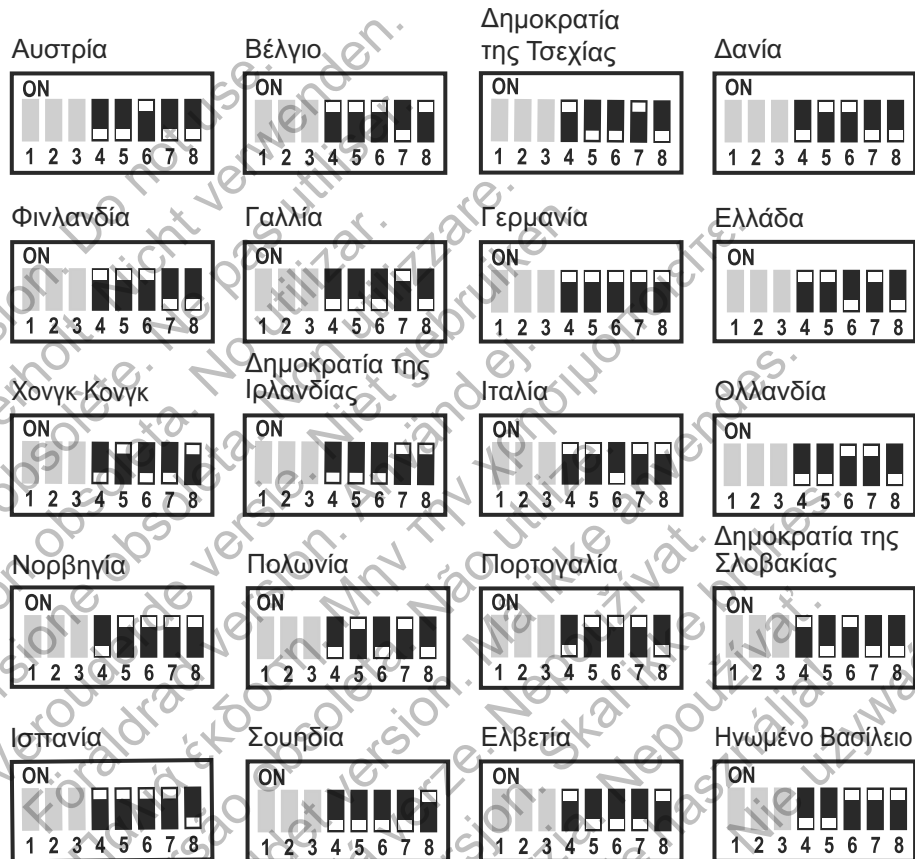 Αυστρία
Βέλγιο
Δημοκρατία
της Τσεχίας
Δανία
ON
1 2 3 4 5 6 7 8
ON
1 2 3 4 5 6 7 8
ON
1 2 3 4 5 6 7 8
ON
1 2 3 4 5 6 7 8
Φινλανδία
Γαλλία
Γερμανία
Ελλάδα
ON
1 2 3 4 5 6 7 8
ON
1 2 3 4 5 6 7 8
ON
1 2 3 4 5 6 7 8
ON
1 2 3 4 5 6 7 8
Χονγκ Κονγκ
Δημοκρατία της
Ιρλανδίας
Ιταλία
Ολλανδία
ON
1 2 3 4 5 6 7 8
ON
1 2 3 4 5 6 7 8
ON
1 2 3 4 5 6 7 8
ON
1 2 3 4 5 6 7 8
Νορβηγία
Πολωνία
Πορτογαλία
Δημοκρατία της
Σλοβακίας
ON
1 2 3 4 5 6 7 8
ON
1 2 3 4 5 6 7 8
ON
1 2 3 4 5 6 7 8
ON
1 2 3 4 5 6 7 8
Ισπανία
Σουηδία
Ελβετία
Ηνωμένο Βασίλειο
ON
1 2 3 4 5 6 7 8
ON
1 2 3 4 5 6 7 8
ON
1 2 3 4 5 6 7 8
ON
1 2 3 4 5 6 7 8